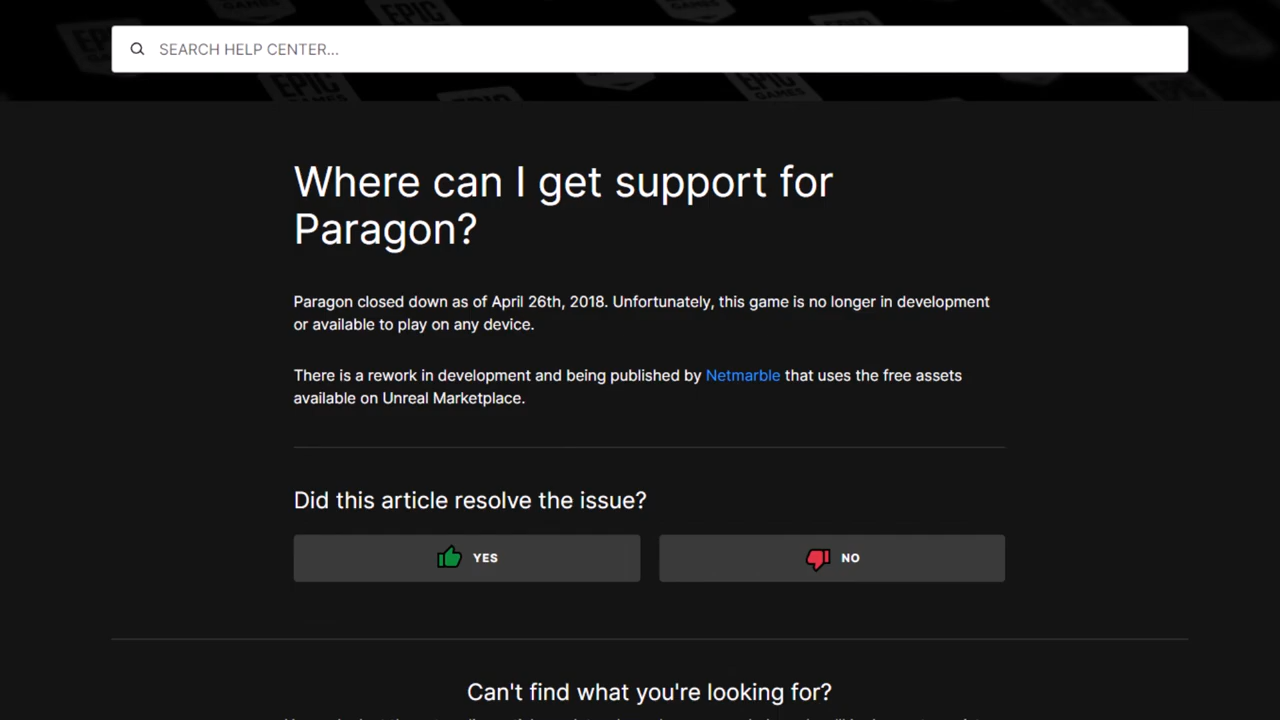 SEARCH HELP CENTER...
EPIC
GAMES
EPIC
Where can I get support for
Paragon?
Paragon closed down as of April 26th, 2018. Unfortunately, this game is no longer in development
or available to play on any device.
There is a rework in development and being published by Netmarble that uses the free assets
available on Unreal Marketplace.
Did this article resolve the issue?
YES
NO
Can't find what you're looking for?